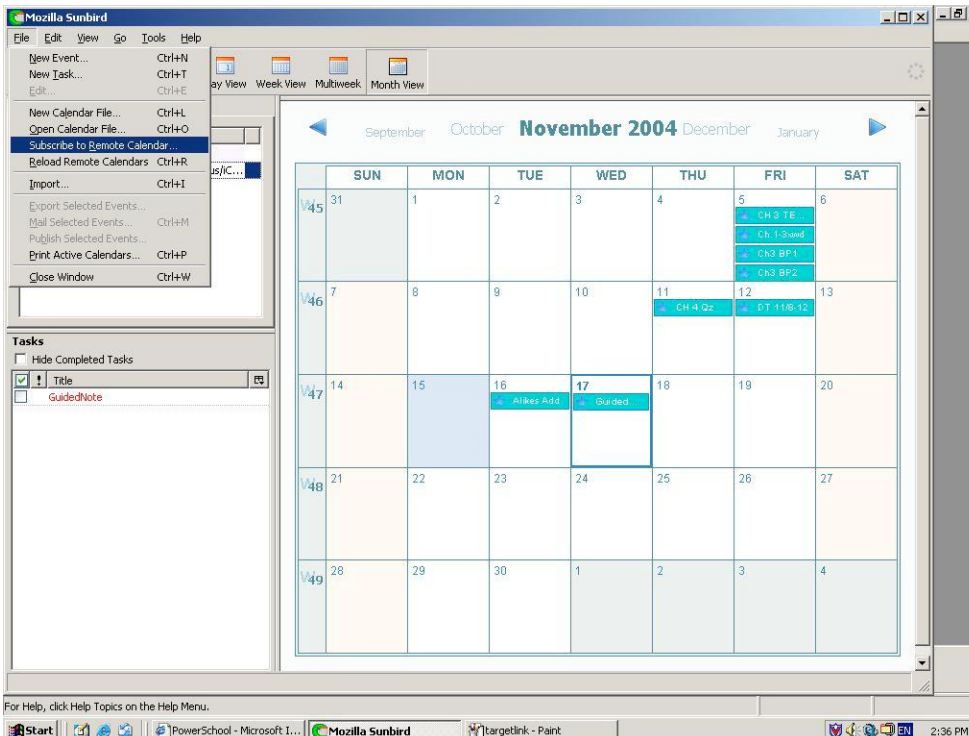 Mozilla Sunbird
File Edit View Go Tools Help
New Event... Ctrl+N
New Task... Ctrl+T
Edit... Ctrl+E
New Calendar File... Ctrl+L
Open Calendar File... Ctrl+O
Subscribe to Remote Calendar...
Reload Remote Calendars Ctrl+R
Import... Ctrl+I
Export Selected Events...
Mail Selected Events... Ctrl+M
Publish Selected Events...
Print Active Calendars... Ctrl+P
Close Window Ctrl+W
ay View Week View Multiweek Month View
us/iC...
September October November 2004 December January
SUN MON TUE WED THU FRI SAT
W45 31 1 2 3 4 5 6
CH 3 TE...
Ch.1-3
Ch3 BP1
Ch3 BP2
W46 7 8 9 10 11 12 13
CH 4 Qz DT 11/8-12
W47 14 15 16 17 18 19 20
Alikes Add Guided
W48 21 22 23 24 25 26 27
W49 28 29 30 1 2 3 4
Tasks
Hide Completed Tasks
! Title
GuidedNote
For Help, click Help Topics on the Help Menu.
Start PowerSchool - Microsoft I... Mozilla Sunbird targetlink - Paint EN 2:36 PM